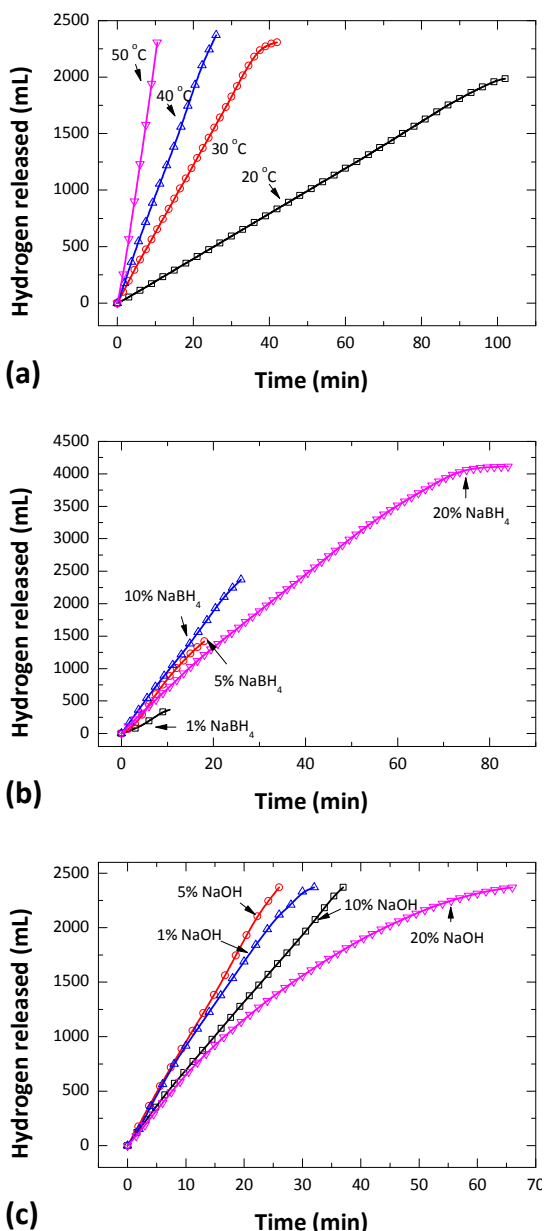 2500
2000
1500
1000
500
0
Hydrogen released (mL)
50 °C
40 °C
30 °C
20 °C
0 20 40 60 80 100
Time (min)
(a)
4500
4000
3500
3000
2500
2000
1500
1000
500
0
Hydrogen released (mL)
20% NaBH₄
10% NaBH₄
5% NaBH₄
1% NaBH₄
0 20 40 60 80
Time (min)
(b)
2500
2000
1500
1000
500
0
Hydrogen released (mL)
5% NaOH
1% NaOH
10% NaOH
20% NaOH
0 10 20 30 40 50 60 70
Time (min)
(c)